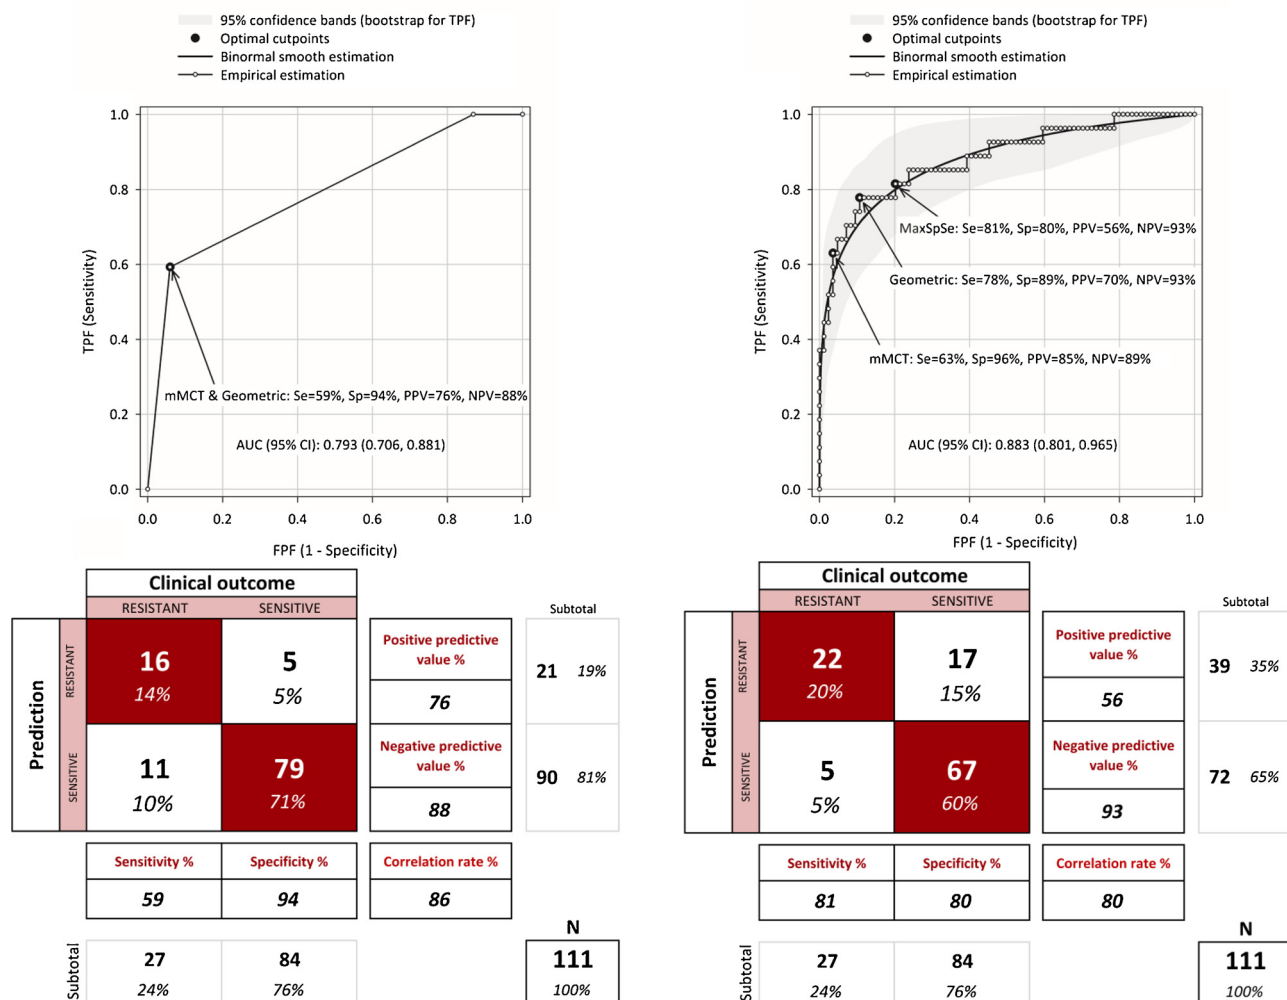 95% confidence bands (bootstrap for TPF)
Optimal cutpoints
Binormal smooth estimation
Empirical estimation
1.0
0.8
0.6
0.4
0.2
0.0
TPF (Sensitivity)
mMCT & Geometric: Se=59%, Sp=94%, PPV=76%, NPV=88%
AUC (95% CI): 0.793 (0.706, 0.881)
0.0 0.2 0.4 0.6 0.8 1.0
FPF (1 - Specificity)
95% confidence bands (bootstrap for TPF)
Optimal cutpoints
Binormal smooth estimation
Empirical estimation
1.0
0.8
0.6
0.4
0.2
0.0
TPF (Sensitivity)
MaxSpSe: Se=81%, Sp=80%, PPV=56%, NPV=93%
Geometric: Se=78%, Sp=89%, PPV=70%, NPV=93%
mMCT: Se=63%, Sp=96%, PPV=85%, NPV=89%
AUC (95% CI): 0.883 (0.801, 0.965)
0.0 0.2 0.4 0.6 0.8 1.0
FPF (1 - Specificity)
Clinical outcome
RESISTANT SENSITIVE
Subtotal
Prediction
RESISTANT
16 5
14% 5%
Positive predictive
value %
76
21 19%
SENSITIVE
11 79
10% 71%
Negative predictive
value %
88
90 81%
Sensitivity % Specificity % Correlation rate %
59 94 86
N
Subtotal
27 84 111
24% 76% 100%
Clinical outcome
RESISTANT SENSITIVE
Subtotal
Prediction
RESISTANT
22 17
20% 15%
Positive predictive
value %
56
39 35%
SENSITIVE
5 67
5% 60%
Negative predictive
value %
93
72 65%
Sensitivity % Specificity % Correlation rate %
81 80 80
N
Subtotal
27 84 111
24% 76% 100%